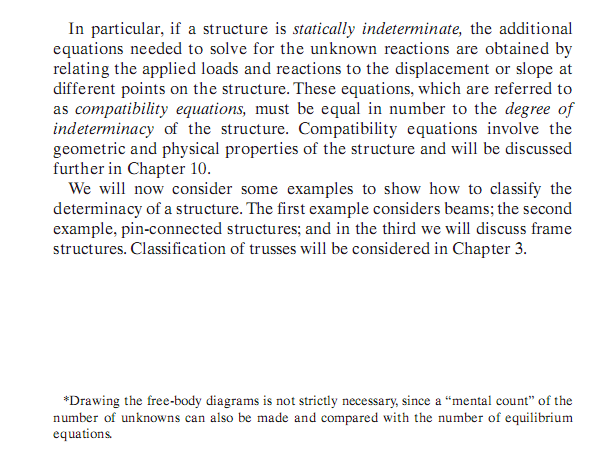 In particular, if a structure is statically indeterminate, the additional
equations needed to solve for the unknown reactions are obtained by
relating the applied loads and reactions to the displacement or slope at
different points on the structure. These equations, which are referred to
as compatibility equations, must be equal in number to the degree of
indeterminacy of the structure. Compatibility equations involve the
geometric and physical properties of the structure and will be discussed
further in Chapter 10.
We will now consider some examples to show how to classify the
determinacy of a structure. The first example considers beams; the second
example, pin-connected structures; and in the third we will discuss frame
structures. Classification of trusses will be considered in Chapter 3.
*Drawing the free-body diagrams is not strictly necessary, since a “mental count” of the
number of unknowns can also be made and compared with the number of equilibrium
equations.